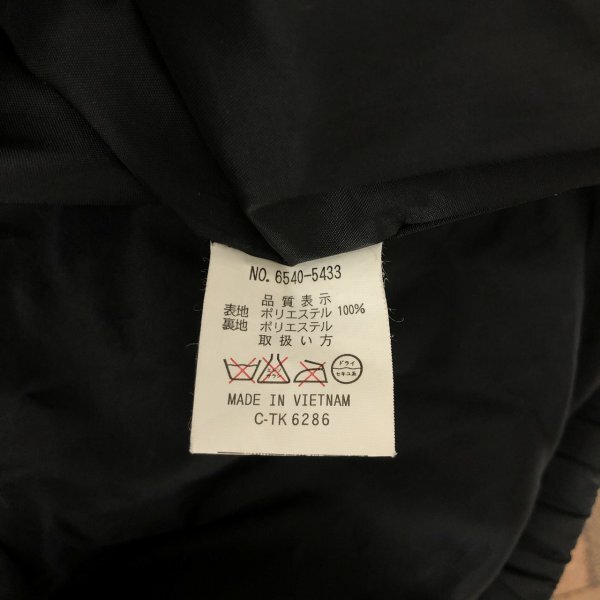 NO. 6540-5433
品質表示
表地 ポリエステル 100%
裏地 ポリエステル
取扱い方
ドライ
セキユ系
MADE IN VIETNAM
C-TK 6286